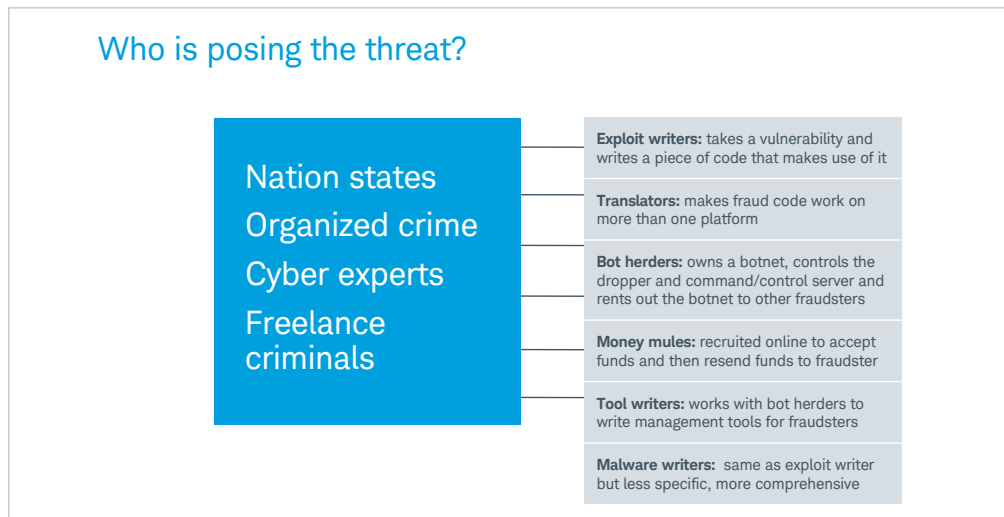 Who is posing the threat?
Nation states
Organized crime
Cyber experts
Freelance
criminals
Exploit writers: takes a vulnerability and
writes a piece of code that makes use of it
Translators: makes fraud code work on
more than one platform
Bot herders: owns a botnet, controls the
dropper and command/control server and
rents out the botnet to other fraudsters
Money mules: recruited online to accept
funds and then resend funds to fraudster
Tool writers: works with bot herders to
write management tools for fraudsters
Malware writers:  same as exploit writer
but less specific, more comprehensive